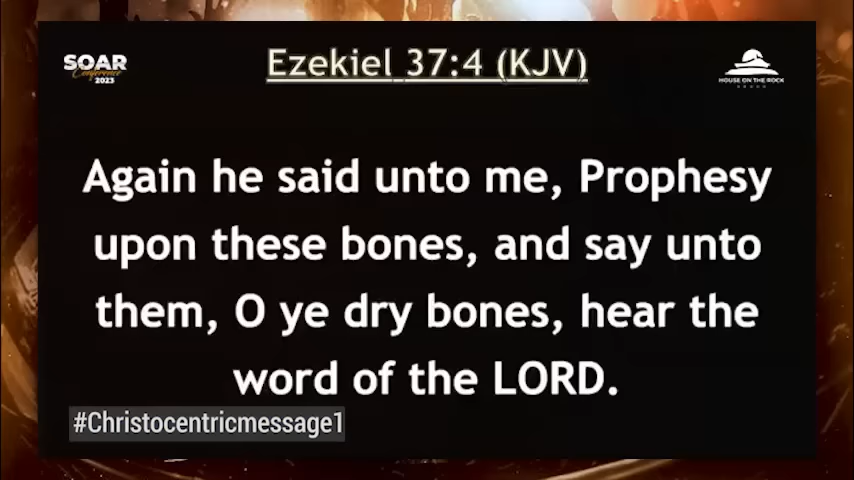 SOAR
Conference
2023
Ezekiel 37:4 (KJV)
HOUSE ON THE ROCK
Again he said unto me, Prophesy
upon these bones, and say unto
them, O ye dry bones, hear the
word of the LORD.
#Christocentricmessage1